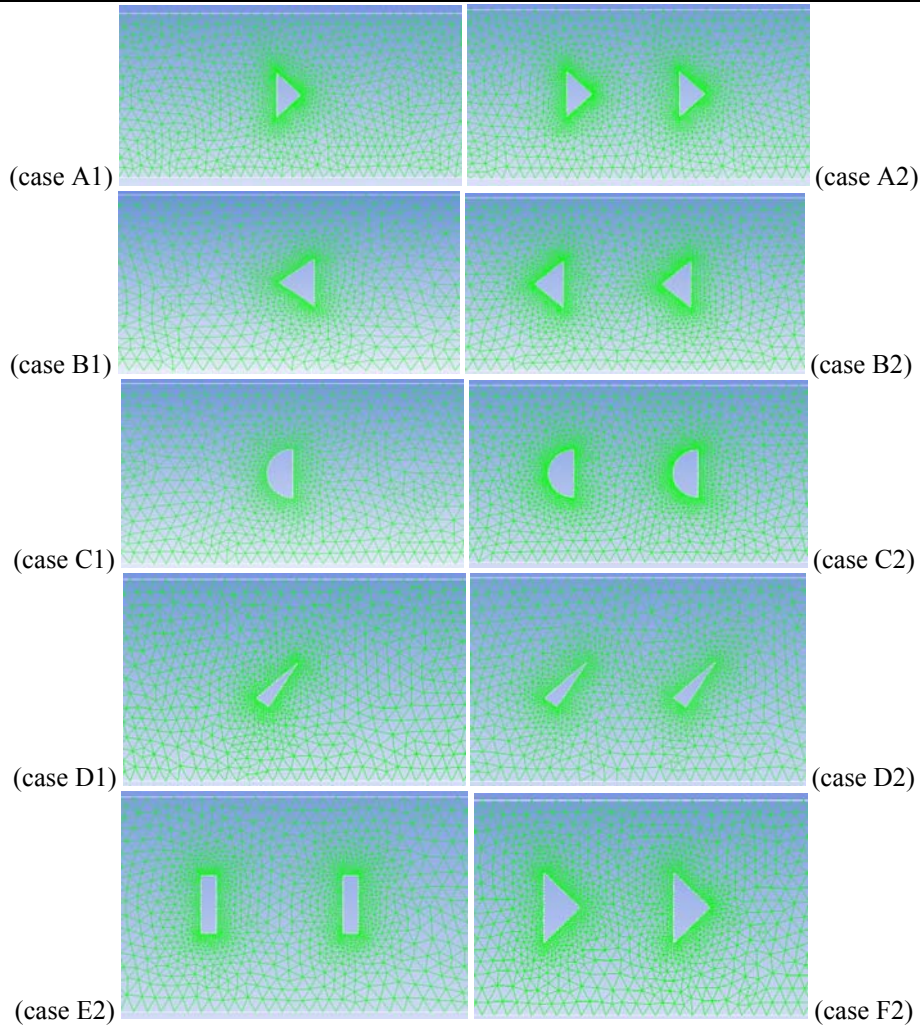 (case A1) (case A2)
(case B1) (case B2)
(case C1) (case C2)
(case D1) (case D2)
(case E2) (case F2)